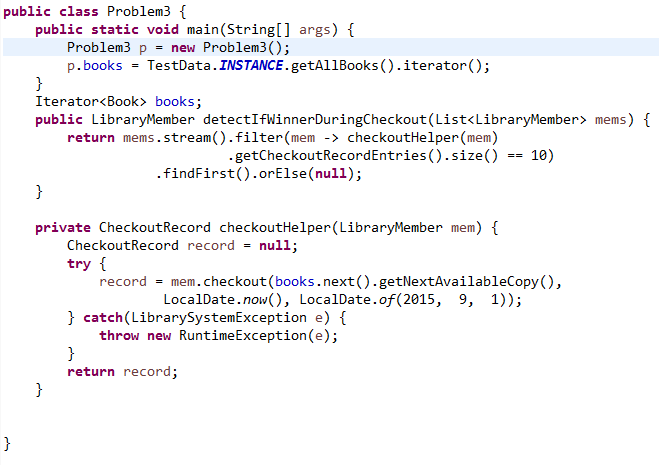 public class Problem3 {
    public static void main(String[] args) {
        Problem3 p = new Problem3();
        p.books = TestData.INSTANCE.getAllBooks().iterator();
    }
    Iterator<Book> books;
    public LibraryMember detectIfWinnerDuringCheckout(List<LibraryMember> mems) {
        return mems.stream().filter(mem -> checkoutHelper(mem)
                            .getCheckoutRecordEntries().size() == 10)
                   .findFirst().orElse(null);
    }
    private CheckoutRecord checkoutHelper(LibraryMember mem) {
        CheckoutRecord record = null;
        try {
            record = mem.checkout(books.next().getNextAvailableCopy(),
                    LocalDate.now(), LocalDate.of(2015,  9,  1));
        } catch(LibrarySystemException e) {
            throw new RuntimeException(e);
        }
        return record;
    }
}